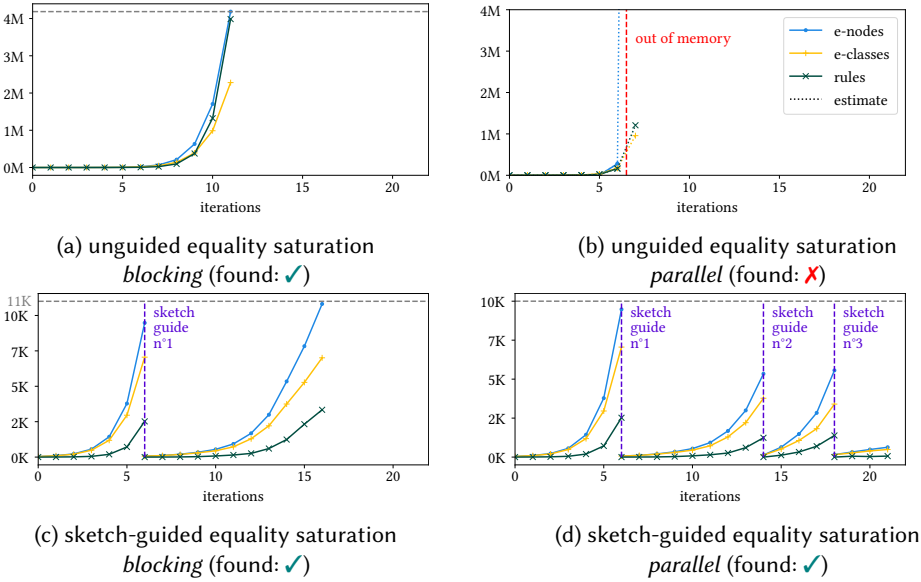 4M
3M
2M
1M
0M
0
5
10
15
20
iterations
(a) unguided equality saturation
blocking (found: ✓)
4M
3M
2M
1M
0M
0
5
10
15
20
iterations
out of memory
e-nodes
e-classes
rules
estimate
(b) unguided equality saturation
parallel (found: ✗)
11K
10K
7K
5K
2K
0K
0
5
10
15
20
iterations
sketch
guide
n°1
(c) sketch-guided equality saturation
blocking (found: ✓)
10K
7K
5K
2K
0K
0
5
10
15
20
iterations
sketch
guide
n°1
sketch
guide
n°2
sketch
guide
n°3
(d) sketch-guided equality saturation
parallel (found: ✓)